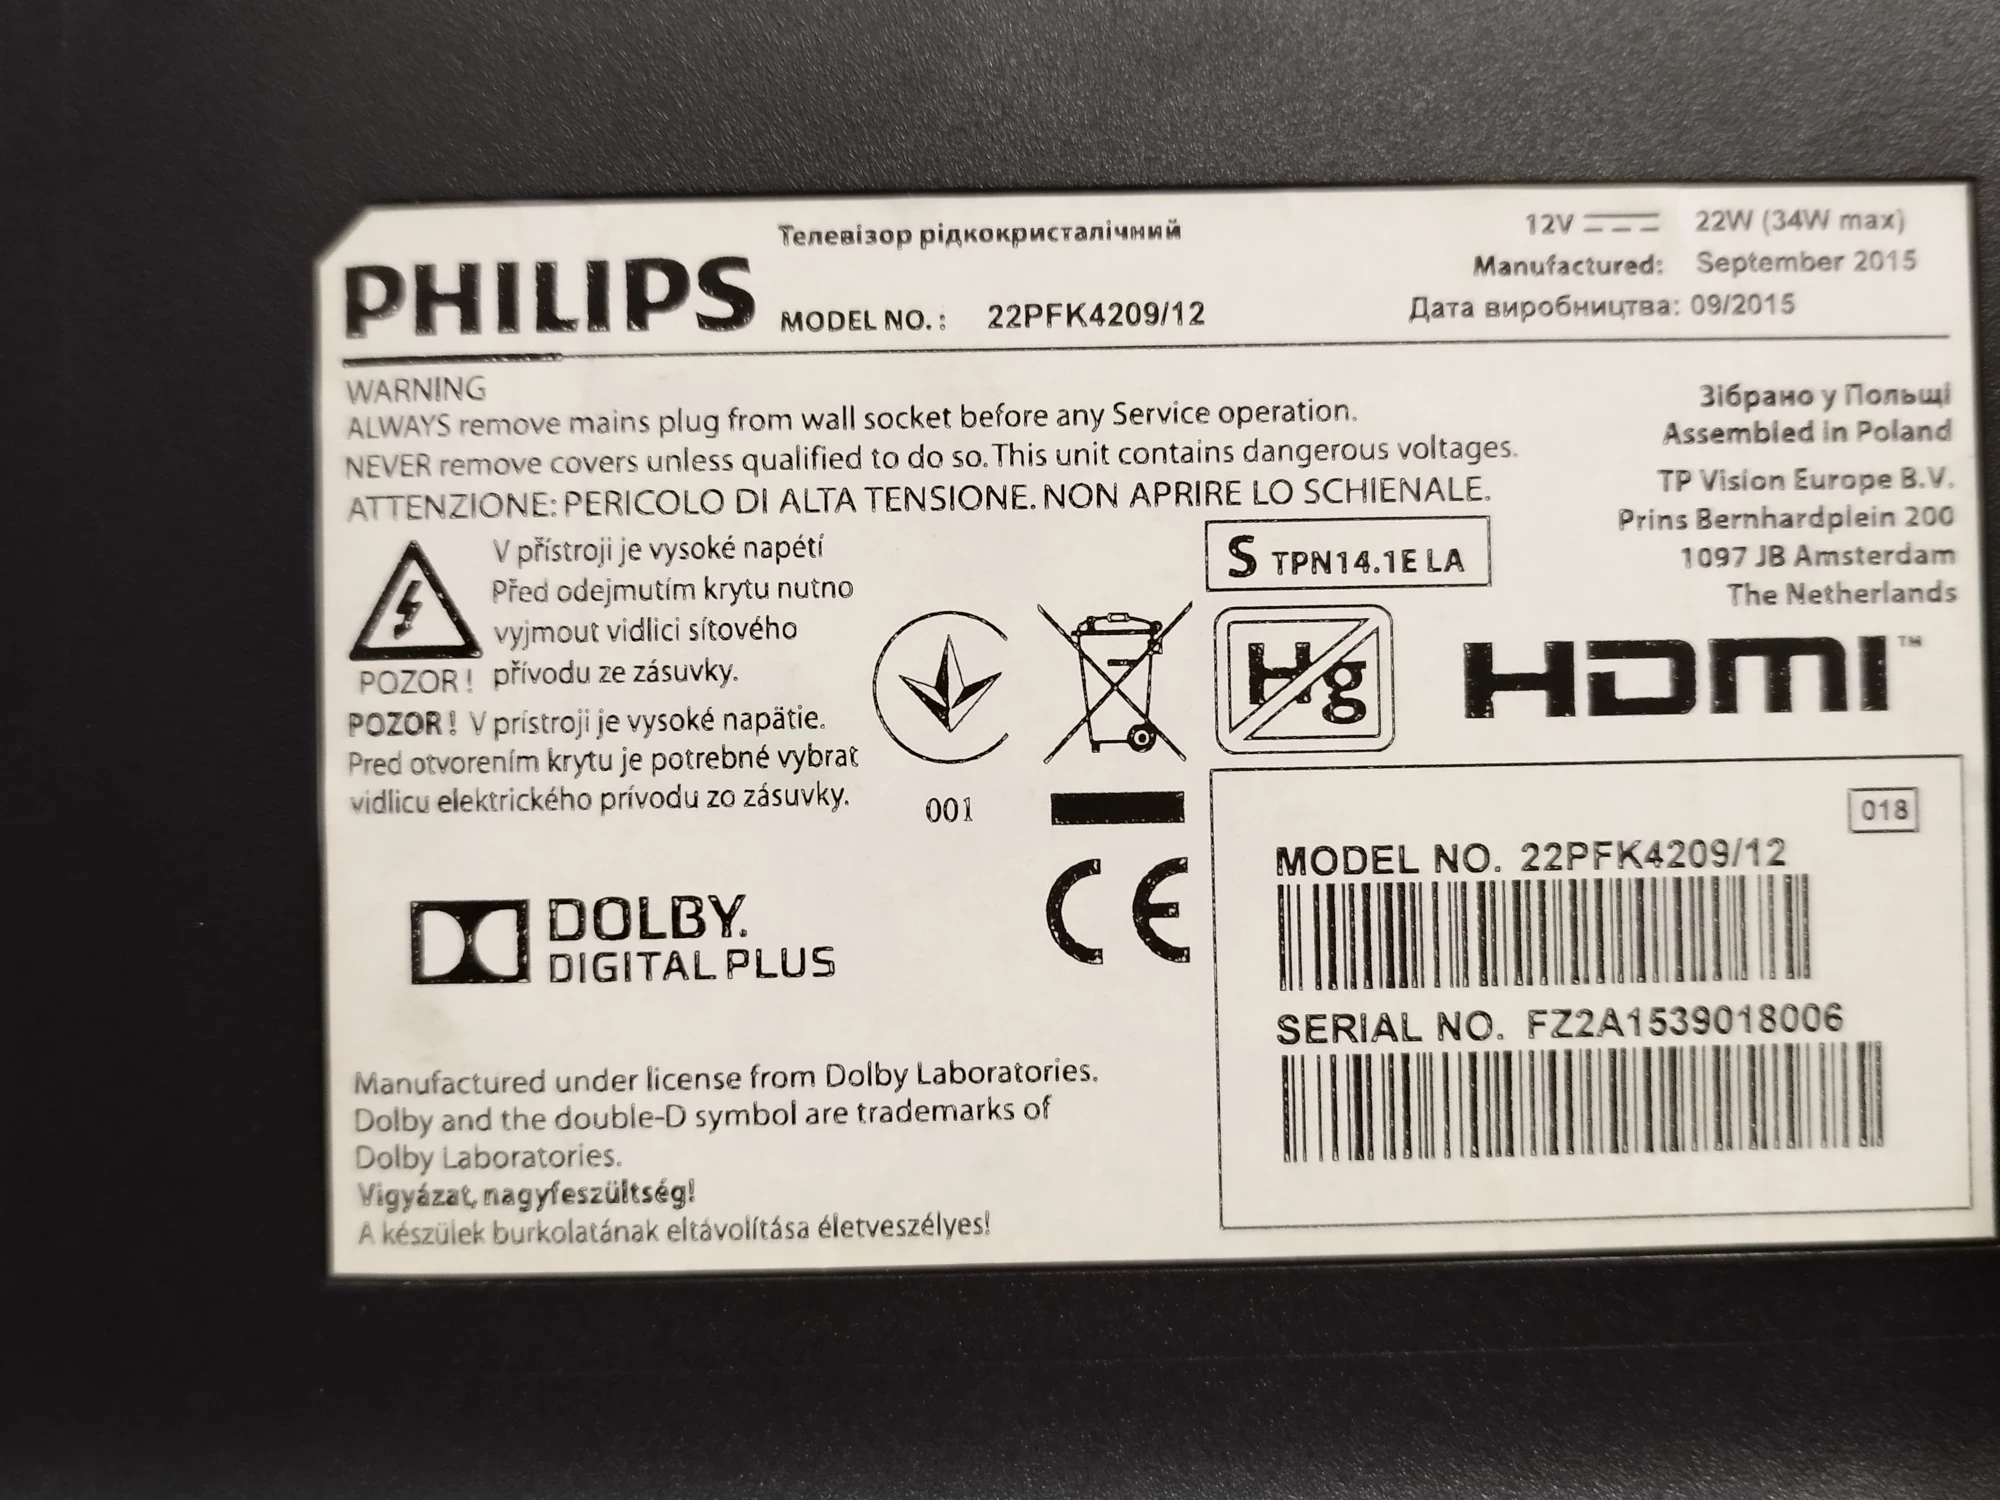 Телевізор рідкокристалічний
PHILIPS
MODEL NO. : 22PFK4209/12
12V 22W (34W max)
Manufactured: September 2015
Дата виробництва: 09/2015
WARNING
ALWAYS remove mains plug from wall socket before any Service operation.
NEVER remove covers unless qualified to do so. This unit contains dangerous voltages.
ATTENZIONE: PERICOLO DI ALTA TENSIONE. NON APRIRE LO SCHIENALE.
Зібрано у Польщі
Assembled in Poland
TP Vision Europe B.V.
Prins Bernhardplein 200
1097 JB Amsterdam
The Netherlands
V přístroji je vysoké napétí
Před odejmutím krytu nutno
vyjmout vidlici sítového
přívodu ze zásuvky.
POZOR !
POZOR ! V prístroji je vysoké napätie.
Pred otvorením krytu je potrebné vybrat
vidlicu elektrického prívodu zo zásuvky.
S TPN14.1E LA
Hg
HDMI™
001
CE
DOLBY.
DIGITAL PLUS
018
MODEL NO. 22PFK4209/12
SERIAL NO. FZ2A1539018006
Manufactured under license from Dolby Laboratories.
Dolby and the double-D symbol are trademarks of
Dolby Laboratories.
Vigyázat, nagyfeszültség!
A készülek burkolatának eltávolítása életveszélyes!